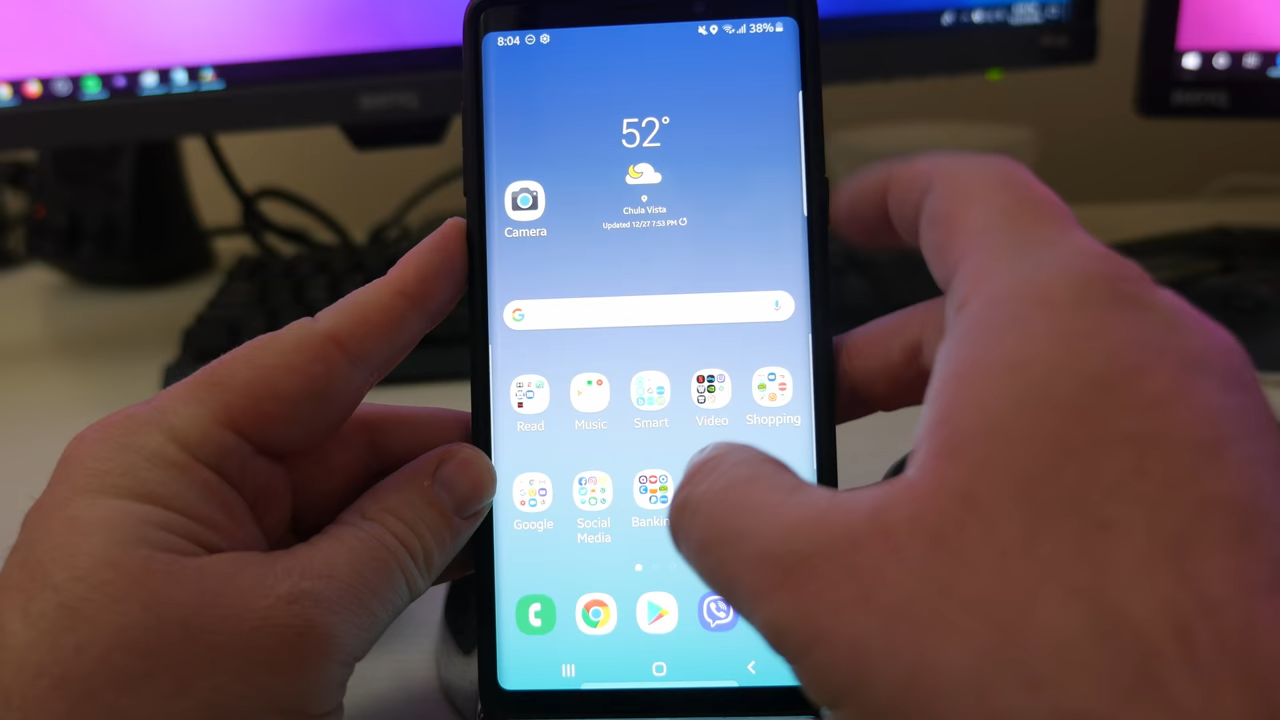 8:04 38%
52°
Camera
Chula Vista
Updated 12/27 7:53 PM
G
Read Music Smart Video Shopping
Google Social Media